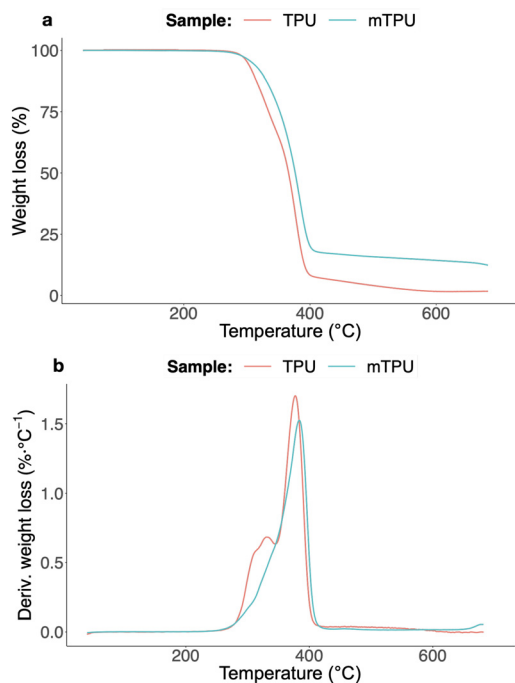 a
Sample: TPU mTPU
100
75
50
25
0
Weight loss (%)
200 400 600
Temperature (°C)
b
Sample: TPU mTPU
1.5
1.0
0.5
0.0
Deriv. weight loss (%·°C⁻¹)
200 400 600
Temperature (°C)